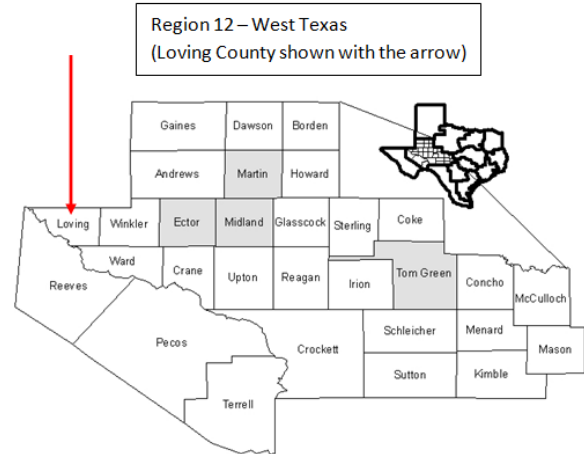 Region 12 – West Texas
(Loving County shown with the arrow)
Gaines Dawson Borden
Andrews Martin Howard
Loving Winkler Ector Midland Glasscock Sterling Coke
Reeves Ward Crane Upton Reagan Irion Tom Green Concho McCulloch
Pecos Crockett Schleicher Menard Mason
Terrell Sutton Kimble